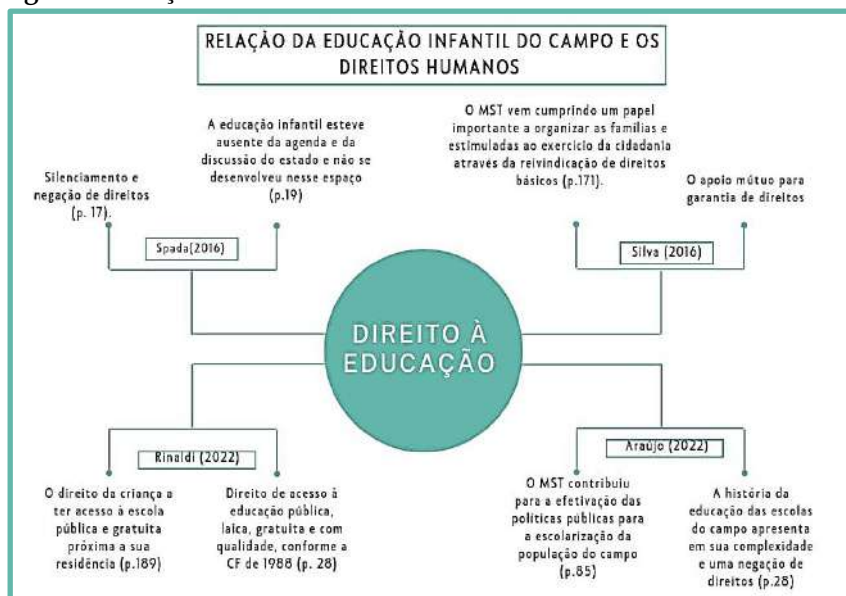 RELAÇÃO DA EDUCAÇÃO INFANTIL DO CAMPO E OS
DIREITOS HUMANOS
Silenciamento e
negação de direitos
(p. 17).
A educação infantil esteve
ausente da agenda e da
discussão do estado e não se
desenvolveu nesse espaço
(p.19)
Spada(2016)
O MST vem cumprindo um papel
importante a organizar as famílias e
estimuladas ao exercício da cidadania
através da reivindicação de direitos
básicos (p.171).
O apoio mútuo para
garantia de direitos
Silva (2016)
DIREITO À
EDUCAÇÃO
Rinaldi (2022)
O direito da criança a
ter acesso à escola
pública e gratuita
próxima a sua
residência (p.189)
Direito de acesso à
educação pública,
laica, gratuita e com
qualidade, conforme a
CF de 1988 (p. 28)
Araújo (2022)
O MST contribuiu
para a efetivação das
políticas públicas para
a escolarização da
população do campo
(p.85)
A história da
educação das escolas
do campo apresenta
em sua complexidade
e uma negação de
direitos (p.28)